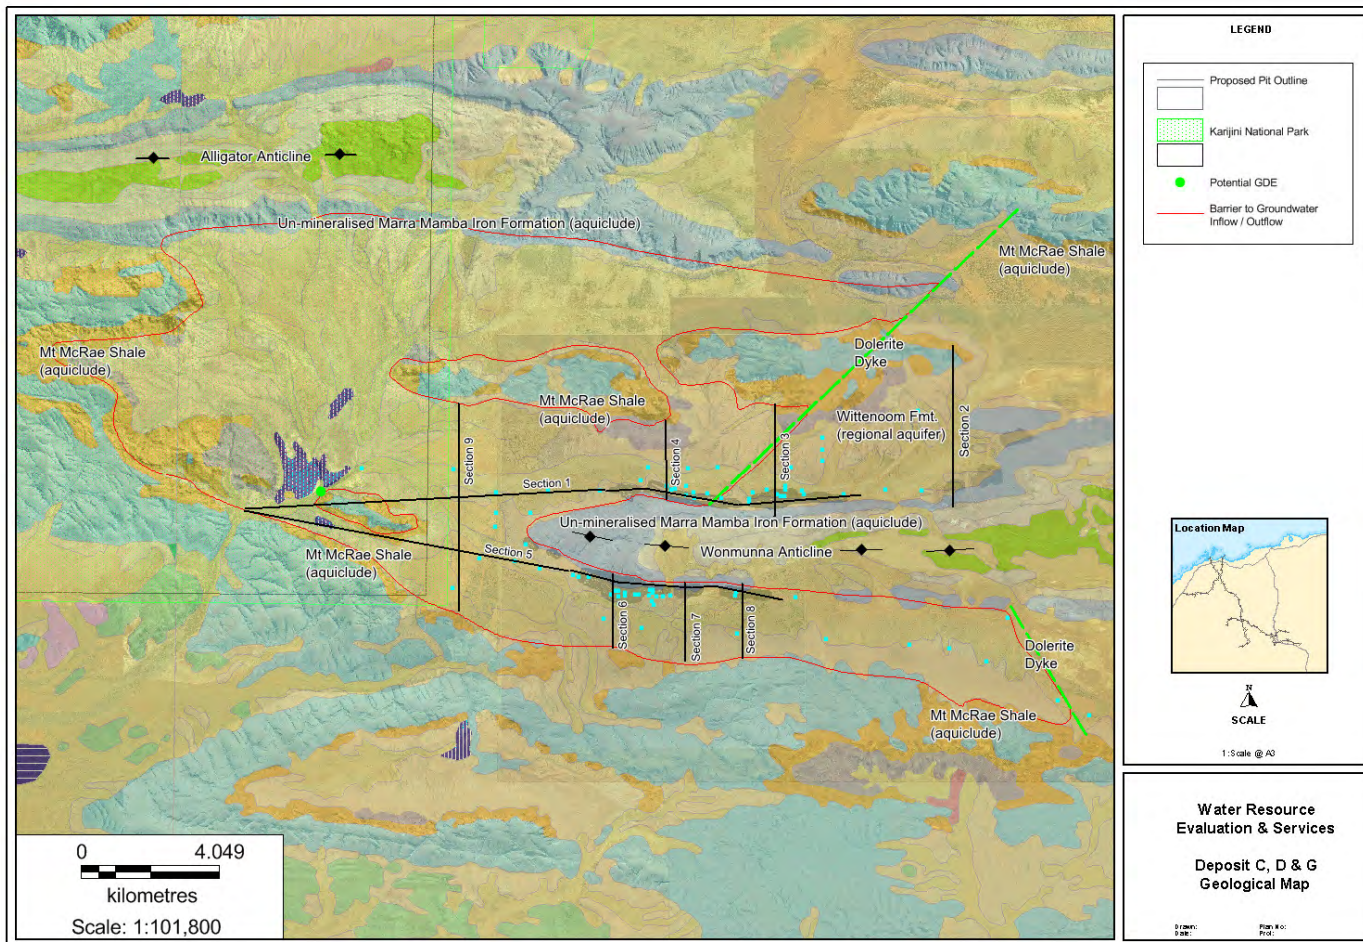 Alligator Anticline
Un-mineralised Marra Mamba Iron Formation (aquiclude)
Mt McRae Shale
(aquiclude)
Mt McRae Shale
(aquiclude)
Dolerite
Dyke
Mt McRae Shale
(aquiclude)
Wittenoom Fmt.
(regional aquifer)
Section 2
Section 9
Section 4
Section 3
Section 1
Un-mineralised Marra Mamba Iron Formation (aquiclude)
Mt McRae Shale
(aquiclude)
Section 5
Wonmunna Anticline
Section 6
Section 7
Section 8
Dolerite
Dyke
Mt McRae Shale
(aquiclude)
0 4.049
kilometres
Scale: 1:101,800
LEGEND
Proposed Pit Outline
Karijini National Park
Potential GDE
Barrier to Groundwater
Inflow / Outflow
Location Map
N
SCALE
1:Scale @ A3
Water Resource
Evaluation & Services
Deposit C, D & G
Geological Map
Drawn: Plan No:
Date: Proj: